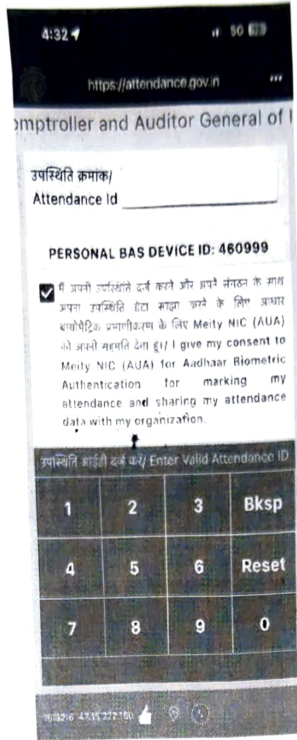 4:32
5G
https://attendance.gov.in
omptroller and Auditor General of I
उपस्थिति क्रमांक/
Attendance Id
PERSONAL BAS DEVICE ID: 460999
मैं अपनी उपस्थिति दर्ज करने और अपने संगठन के साथ
अपना उपस्थिति डेटा साझा करने के लिए आधार
बायोमेट्रिक प्रमाणीकरण के लिए Meity NIC (AUA)
को अपनी सहमति देता हूं/ I give my consent to
Meity NIC (AUA) for Aadhaar Biometric
Authentication for marking my
attendance and sharing my attendance
data with my organization.
उपस्थिति आईडी दर्ज करें/ Enter Valid Attendance ID
1 2 3 Bksp
4 5 6 Reset
7 8 9 0